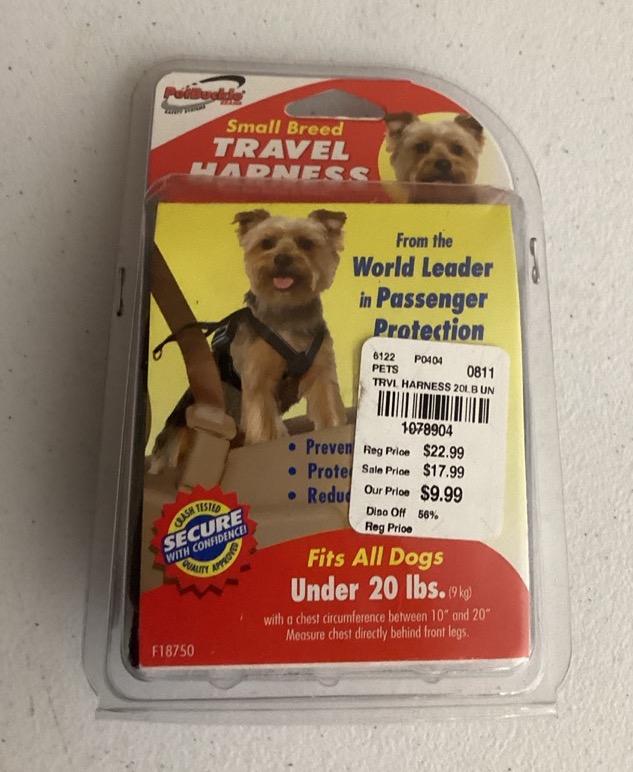 PetBuckle
Small Breed
TRAVEL
HARNESS
From the
World Leader
in Passenger
Protection
6122 P0404
PETS 0811
TRVL HARNESS 20LB UN
1078904
Reg Price $22.99
Sale Price $17.99
Our Price $9.99
Disc Off 56%
Reg Price
• Preven
• Prote
• Reduc
CRASH TESTED
SECURE
WITH CONFIDENCE!
QUALITY APPROVED
Fits All Dogs
Under 20 lbs. (9 kg)
with a chest circumference between 10" and 20"
Measure chest directly behind front legs.
F18750